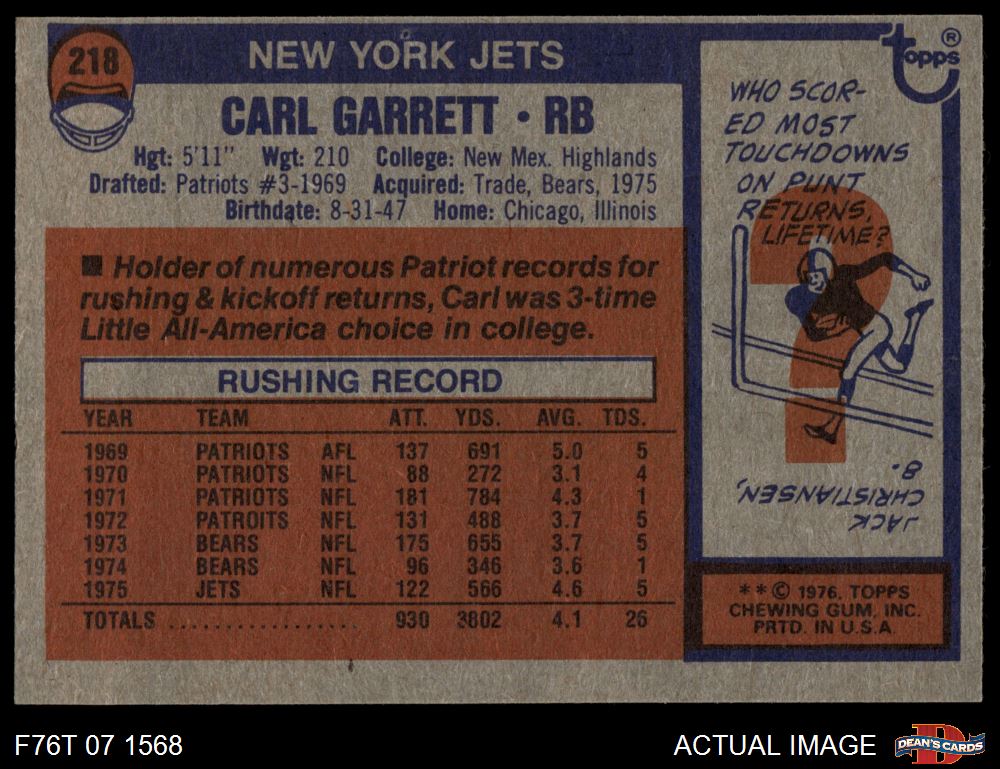 218
NEW YORK JETS
CARL GARRETT • RB
Hgt: 5'11" Wgt: 210 College: New Mex. Highlands
Drafted: Patriots #3-1969 Acquired: Trade, Bears, 1975
Birthdate: 8-31-47 Home: Chicago, Illinois
■ Holder of numerous Patriot records for
rushing & kickoff returns, Carl was 3-time
Little All-America choice in college.
RUSHING RECORD
YEAR TEAM ATT. YDS. AVG. TDS.
1969 PATRIOTS AFL 137 691 5.0 5
1970 PATRIOTS NFL 88 272 3.1 4
1971 PATRIOTS NFL 181 784 4.3 1
1972 PATROITS NFL 131 488 3.7 5
1973 BEARS NFL 175 655 3.7 5
1974 BEARS NFL 96 346 3.6 1
1975 JETS NFL 122 566 4.6 5
TOTALS .................. 930 3802 4.1 26
topps ®
WHO SCOR-
ED MOST
TOUCHDOWNS
ON PUNT
RETURNS,
LIFETIME?
JACK
CHRISTIANSEN,
8.
* * © 1976, TOPPS
CHEWING GUM, INC.
PRTD. IN U.S.A.
F76T 07 1568
ACTUAL IMAGE
D
DEAN'S CARDS